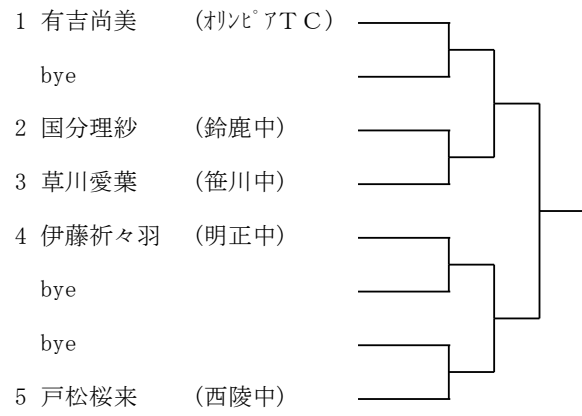 1 有吉尚美 (ｵﾘﾝﾋﾟｱＴＣ)
bye
2 国分理紗 (鈴鹿中)
3 草川愛葉 (笹川中)
4 伊藤祈々羽 (明正中)
bye
bye
5 戸松桜来 (西陵中)